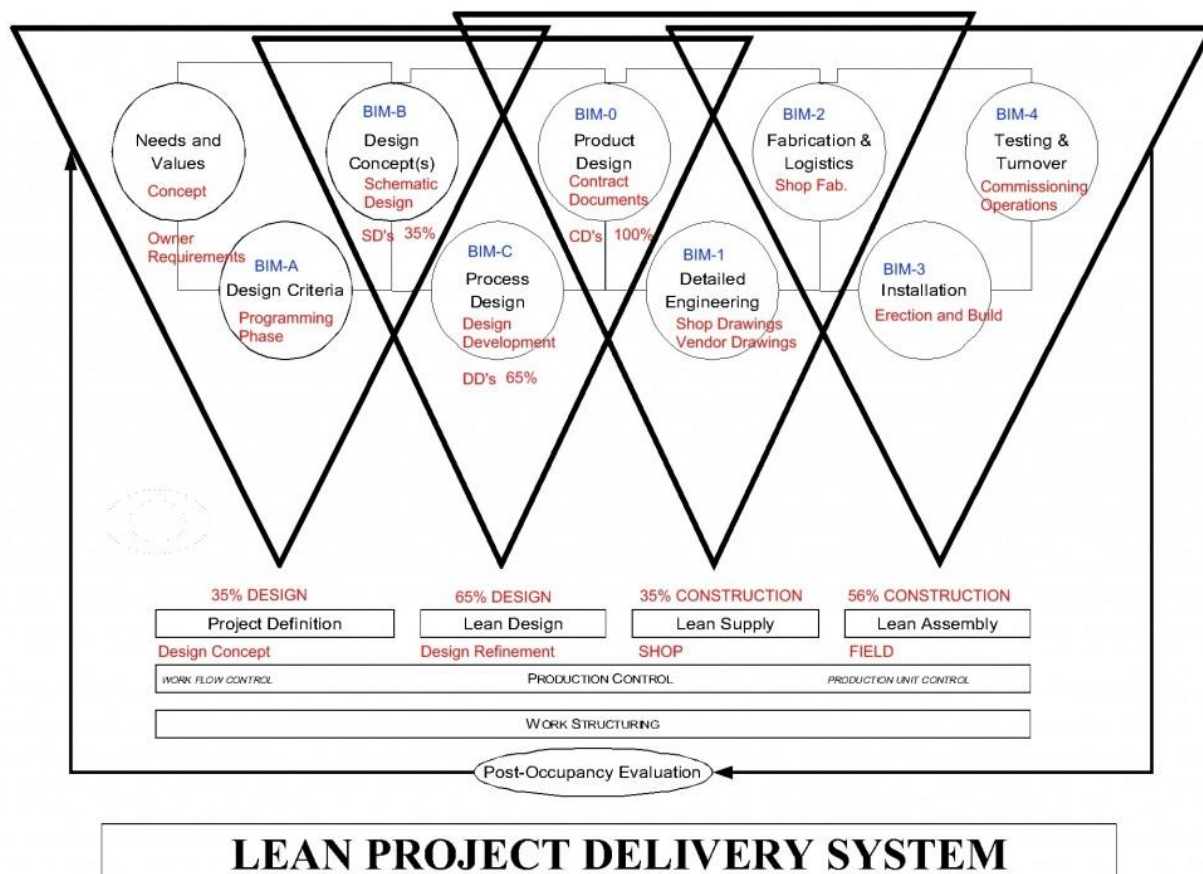 BIM-B
BIM-0
BIM-2
BIM-4
Needs and
Values
Design
Concept(s)
Product
Design
Fabrication &
Logistics
Testing &
Turnover
Concept
Schematic
Design
Contract
Documents
Shop Fab.
Commissioning
Operations
Owner
Requirements
SD's 35%
CD's 100%
BIM-A
BIM-C
BIM-1
BIM-3
Design Criteria
Process
Design
Detailed
Engineering
Installation
Programming
Phase
Design
Development
Shop Drawings
Vendor Drawings
Erection and Build
DD's 65%
35% DESIGN
65% DESIGN
35% CONSTRUCTION
56% CONSTRUCTION
Project Definition
Lean Design
Lean Supply
Lean Assembly
Design Concept
Design Refinement
SHOP
FIELD
WORK FLOW CONTROL
PRODUCTION CONTROL
PRODUCTION UNIT CONTROL
WORK STRUCTURING
Post-Occupancy Evaluation
LEAN PROJECT DELIVERY SYSTEM